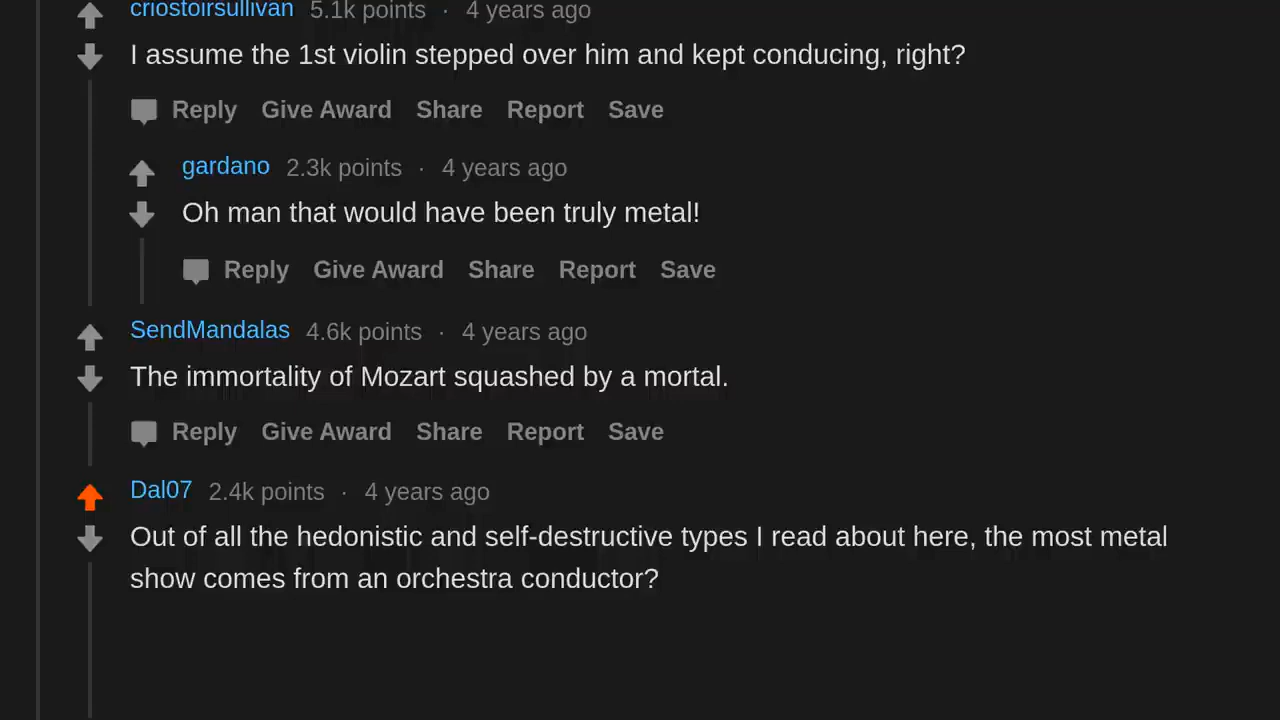 criostoirsullivan 5.1k points · 4 years ago
I assume the 1st violin stepped over him and kept conducing, right?
Reply Give Award Share Report Save
gardano 2.3k points · 4 years ago
Oh man that would have been truly metal!
Reply Give Award Share Report Save
SendMandalas 4.6k points · 4 years ago
The immortality of Mozart squashed by a mortal.
Reply Give Award Share Report Save
Dal07 2.4k points · 4 years ago
Out of all the hedonistic and self-destructive types I read about here, the most metal
show comes from an orchestra conductor?